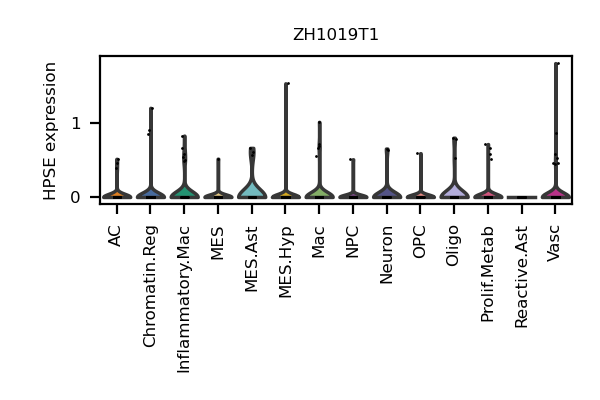 ZH1019T1
HPSE expression
1
0
AC
Chromatin.Reg
Inflammatory.Mac
MES
MES.Ast
MES.Hyp
Mac
NPC
Neuron
OPC
Oligo
Prolif.Metab
Reactive.Ast
Vasc